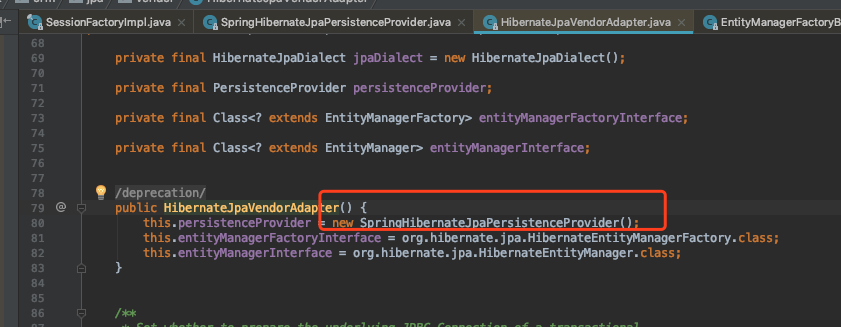 HibernateJpaVendorAdapter
SessionFactoryImpl.java SpringHibernateJpaPersistenceProvider.java HibernateJpaVendorAdapter.java EntityManagerFactoryB
68
69 private final HibernateJpaDialect jpaDialect = new HibernateJpaDialect();
70
71 private final PersistenceProvider persistenceProvider;
72
73 private final Class<? extends EntityManagerFactory> entityManagerFactoryInterface;
74
75 private final Class<? extends EntityManager> entityManagerInterface;
76
77
78 /deprecation/
79 @ public HibernateJpaVendorAdapter() {
80 this.persistenceProvider = new SpringHibernateJpaPersistenceProvider();
81 this.entityManagerFactoryInterface = org.hibernate.jpa.HibernateEntityManagerFactory.class;
82 this.entityManagerInterface = org.hibernate.jpa.HibernateEntityManager.class;
83 }
84
85
86 /**